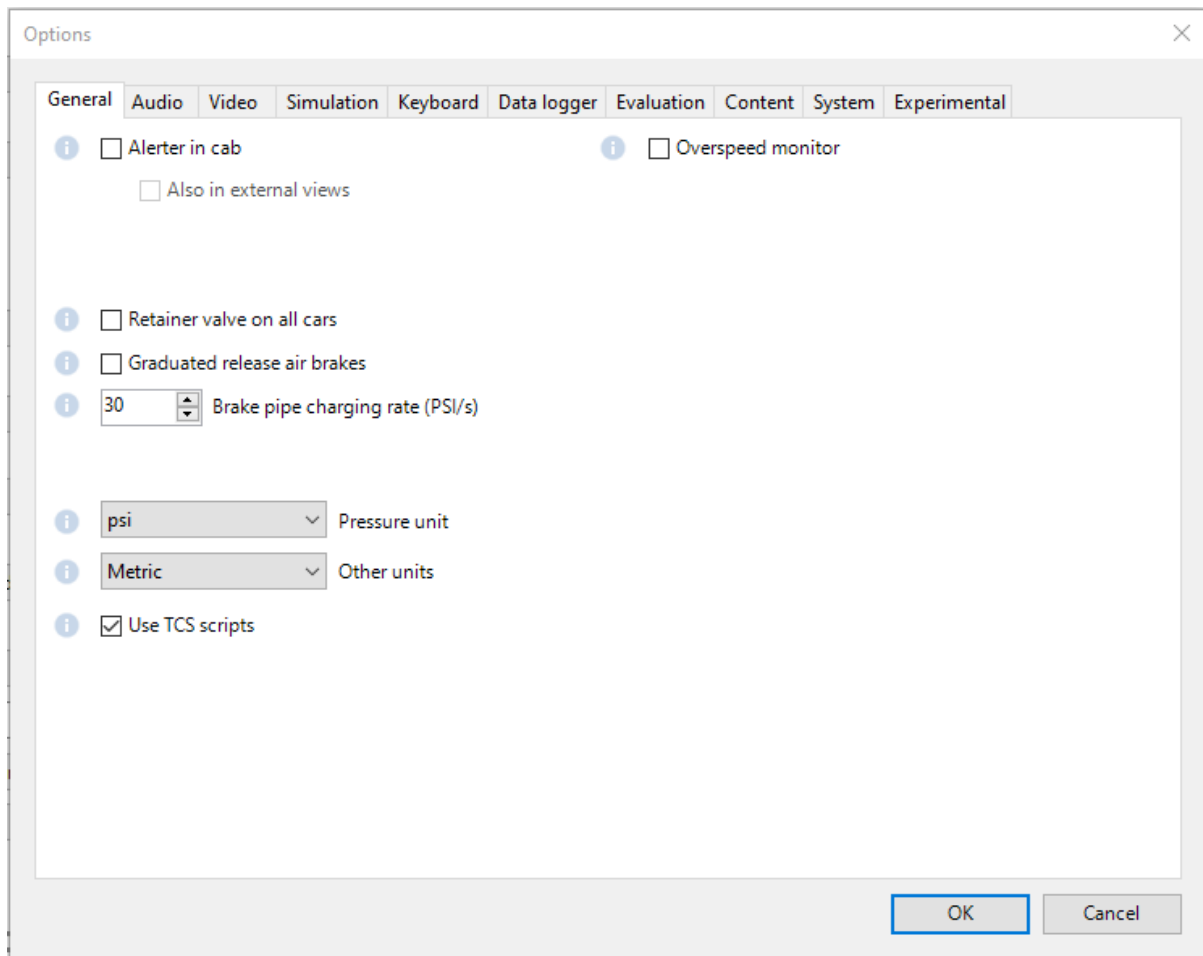 Options
General Audio Video Simulation Keyboard Data logger Evaluation Content System Experimental
Alerter in cab Overspeed monitor
Also in external views
Retainer valve on all cars
Graduated release air brakes
30 Brake pipe charging rate (PSI/s)
psi Pressure unit
Metric Other units
Use TCS scripts
OK Cancel